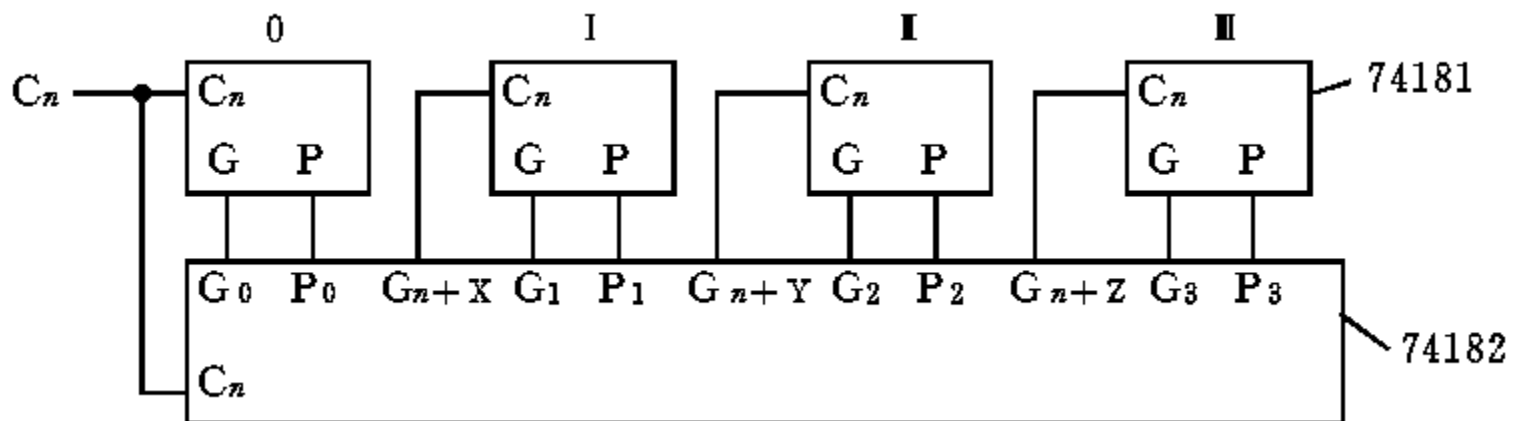 0 I II III
Cn Cn Cn Cn Cn 74181
G P G P G P G P
G0 P0 Gn+X G1 P1 Gn+Y G2 P2 Gn+Z G3 P3
74182
Cn